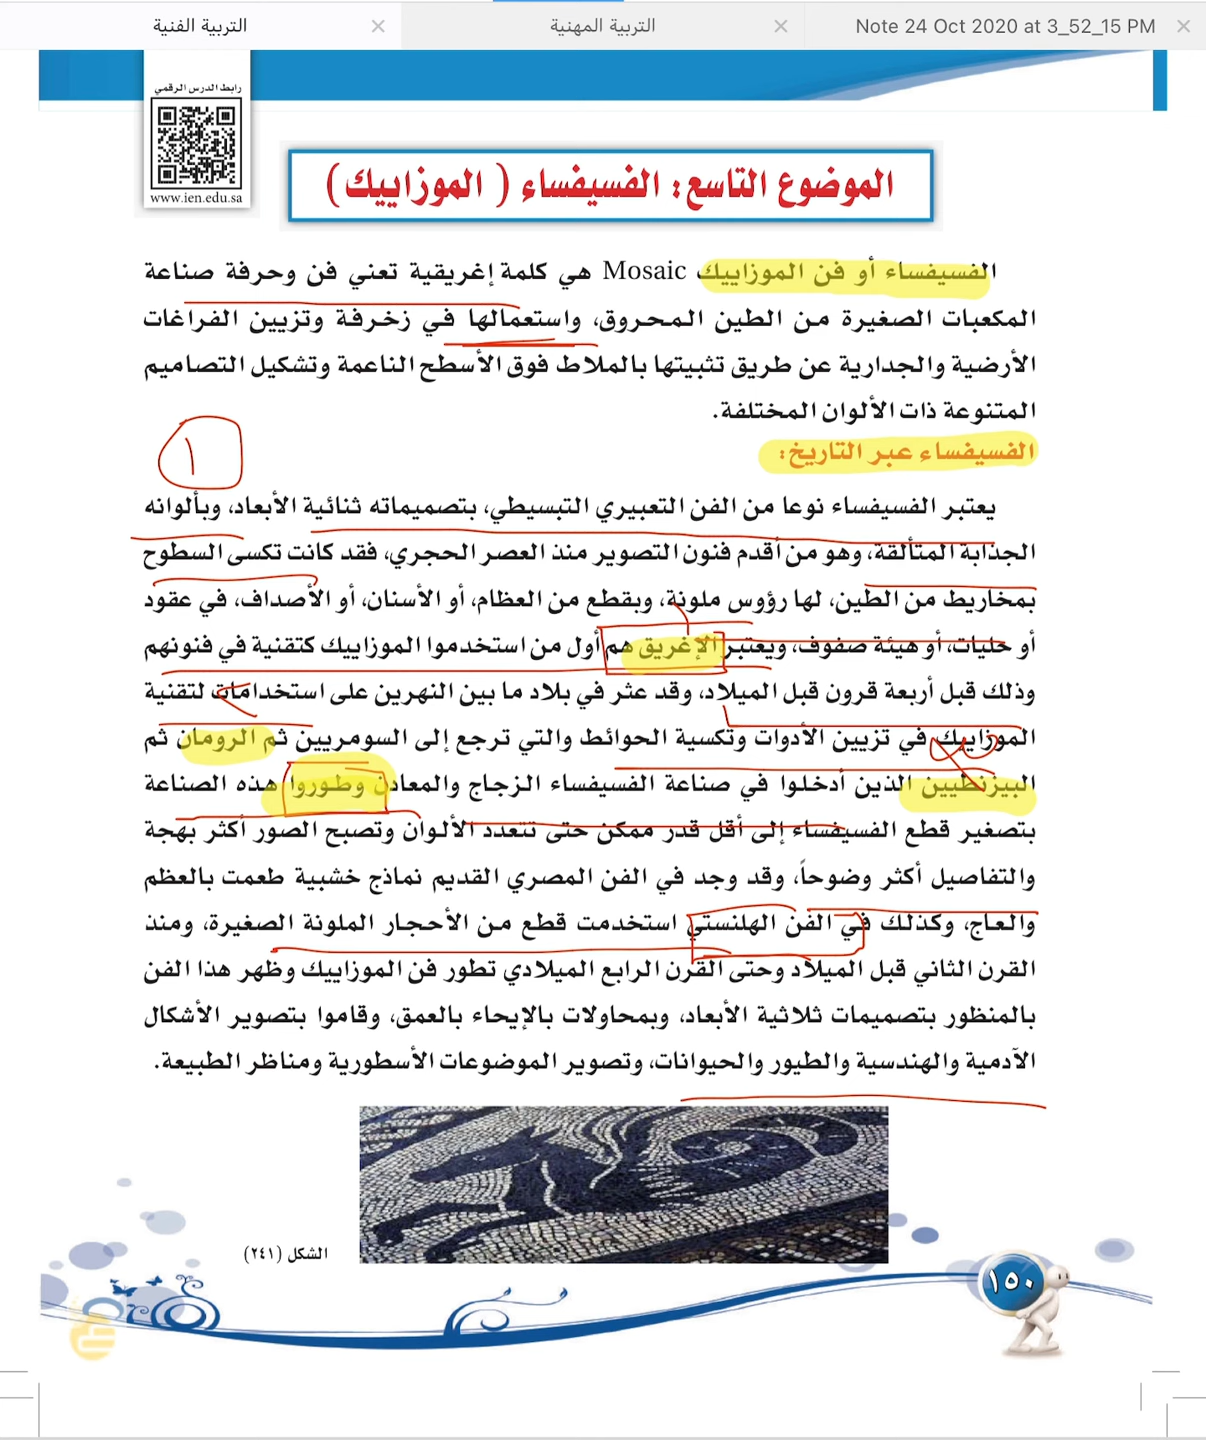 التربية الفنية
التربية المهنية
Note 24 Oct 2020 at 3_52_15 PM
رابط الدرس الرقمي
www.ien.edu.sa
الموضوع التاسع: الفسيفساء ( الموزاييك )
الفسيفساء أو فن الموزاييك Mosaic هي كلمة إغريقية تعني فن وحرفة صناعة
المكعبات الصغيرة من الطين المحروق، واستعمالها في زخرفة وتزيين الفراغات
الأرضية والجدارية عن طريق تثبيتها بالملاط فوق الأسطح الناعمة وتشكيل التصاميم
المتنوعة ذات الألوان المختلفة.
١
الفسيفساء عبر التاريخ:
يعتبر الفسيفساء نوعا من الفن التعبيري التبسيطي، بتصميماته ثنائية الأبعاد، وبألوانه
الجذابة المتألقة، وهو من أقدم فنون التصوير منذ العصر الحجري، فقد كانت تكسى السطوح
بمخاريط من الطين، لها رؤوس ملونة، وبقطع من العظام، أو الأسنان، أو الأصداف، في عقود
أو حليات، أو هيئة صفوف، ويعتبر الإغريق هم أول من استخدموا الموزاييك كتقنية في فنونهم
وذلك قبل أربعة قرون قبل الميلاد، وقد عثر في بلاد ما بين النهرين على استخدامات لتقنية
الموزاييك في تزيين الأدوات وتكسية الحوائط والتي ترجع إلى السومريين ثم الرومان ثم
البيزنطيين الذين أدخلوا في صناعة الفسيفساء الزجاج والمعادن وطوروا هذه الصناعة
بتصغير قطع الفسيفساء إلى أقل قدر ممكن حتى تتعدد الألوان وتصبح الصور أكثر بهجة
والتفاصيل أكثر وضوحاً، وقد وجد في الفن المصري القديم نماذج خشبية طعمت بالعظم
والعاج، وكذلك في الفن الهلنستي استخدمت قطع من الأحجار الملونة الصغيرة، ومنذ
القرن الثاني قبل الميلاد وحتى القرن الرابع الميلادي تطور فن الموزاييك وظهر هذا الفن
بالمنظور بتصميمات ثلاثية الأبعاد، وبمحاولات بالإيحاء بالعمق، وقاموا بتصوير الأشكال
الآدمية والهندسية والطيور والحيوانات، وتصوير الموضوعات الأسطورية ومناظر الطبيعة.
الشكل (٢٤١)
١٥٠